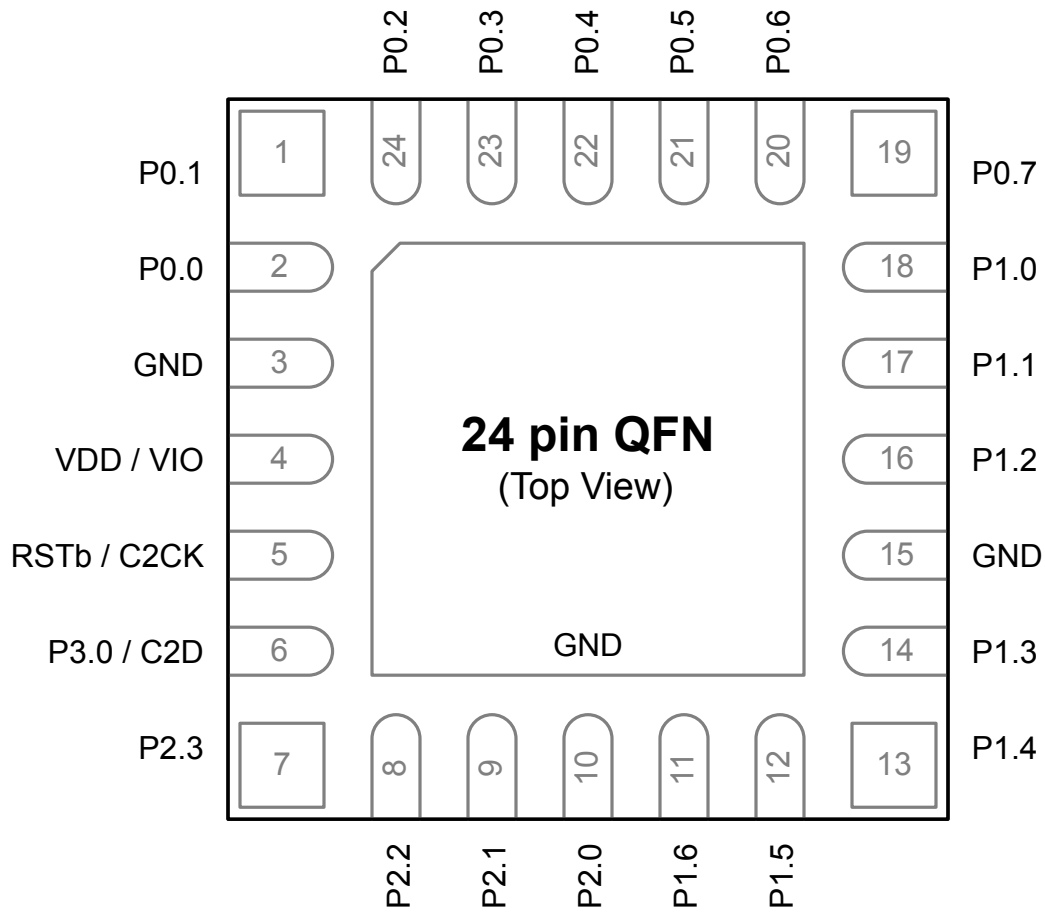 P0.2
P0.3
P0.4
P0.5
P0.6
24
23
22
21
20
P0.1
1
19
P0.7
P0.0
2
18
P1.0
GND
3
17
P1.1
24 pin QFN
(Top View)
VDD / VIO
4
16
P1.2
RSTb / C2CK
5
15
GND
P3.0 / C2D
6
GND
14
P1.3
P2.3
7
13
P1.4
8
9
10
11
12
P2.2
P2.1
P2.0
P1.6
P1.5